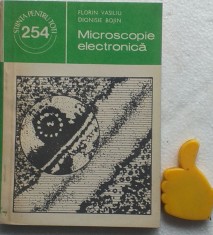 ȘTIINȚA PENTRU TOȚI
254
FLORIN VASILIU
DIONISIE BOJIN
Microscopie
electronică